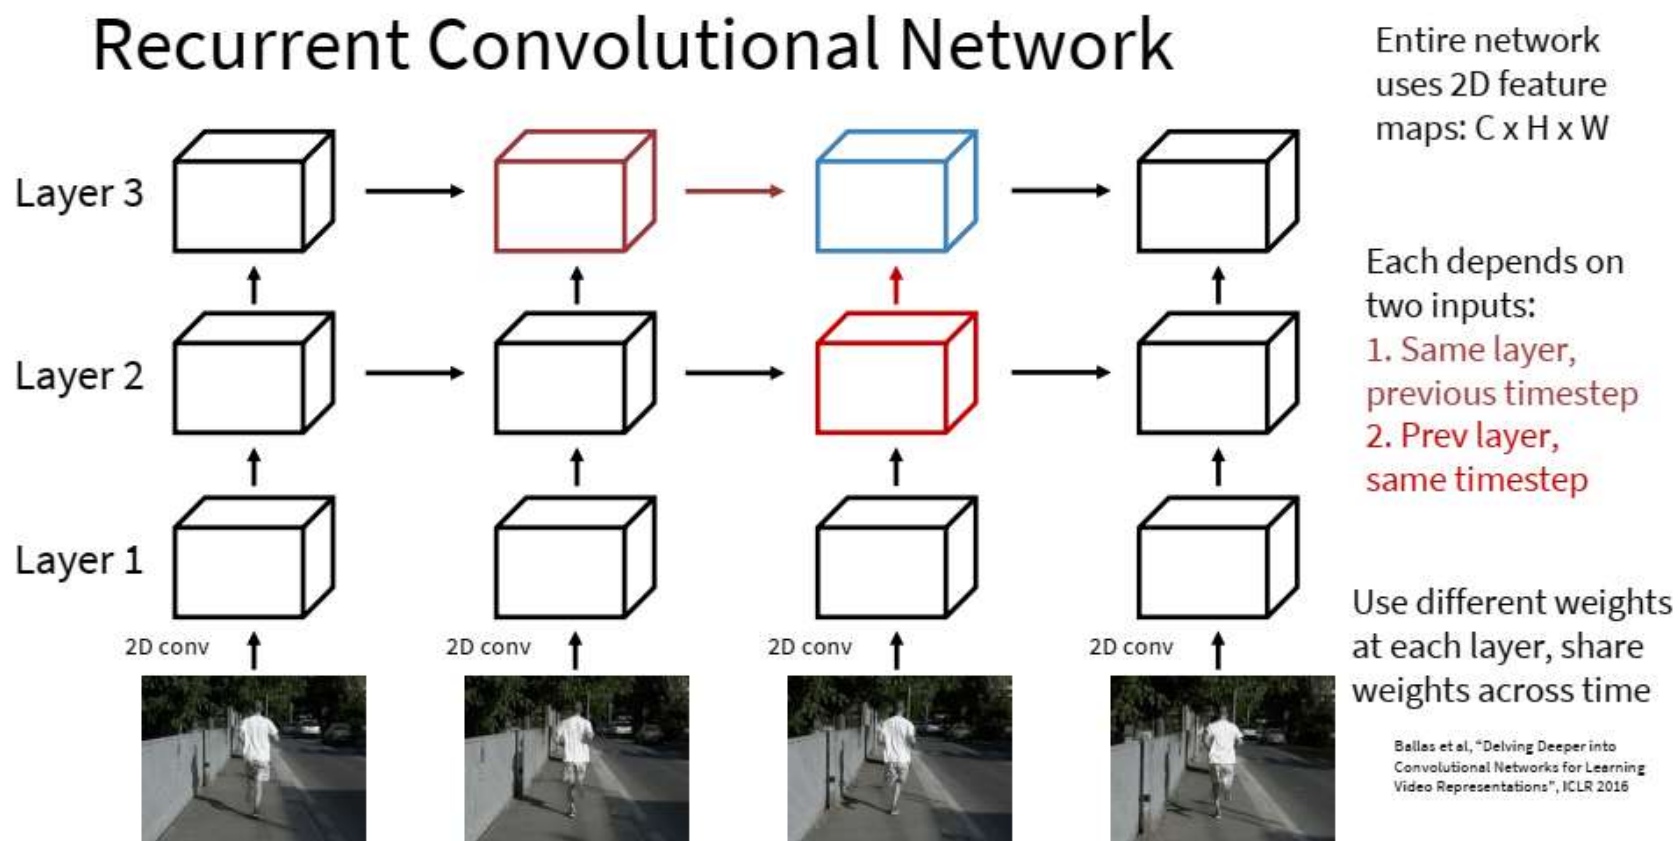 Recurrent Convolutional Network
Entire network
uses 2D feature
maps: C x H x W
Layer 3
Each depends on
two inputs:
1. Same layer,
previous timestep
2. Prev layer,
same timestep
Layer 2
Layer 1
2D conv
2D conv
2D conv
2D conv
Use different weights
at each layer, share
weights across time
Ballas et al, “Delving Deeper into
Convolutional Networks for Learning
Video Representations”, ICLR 2016